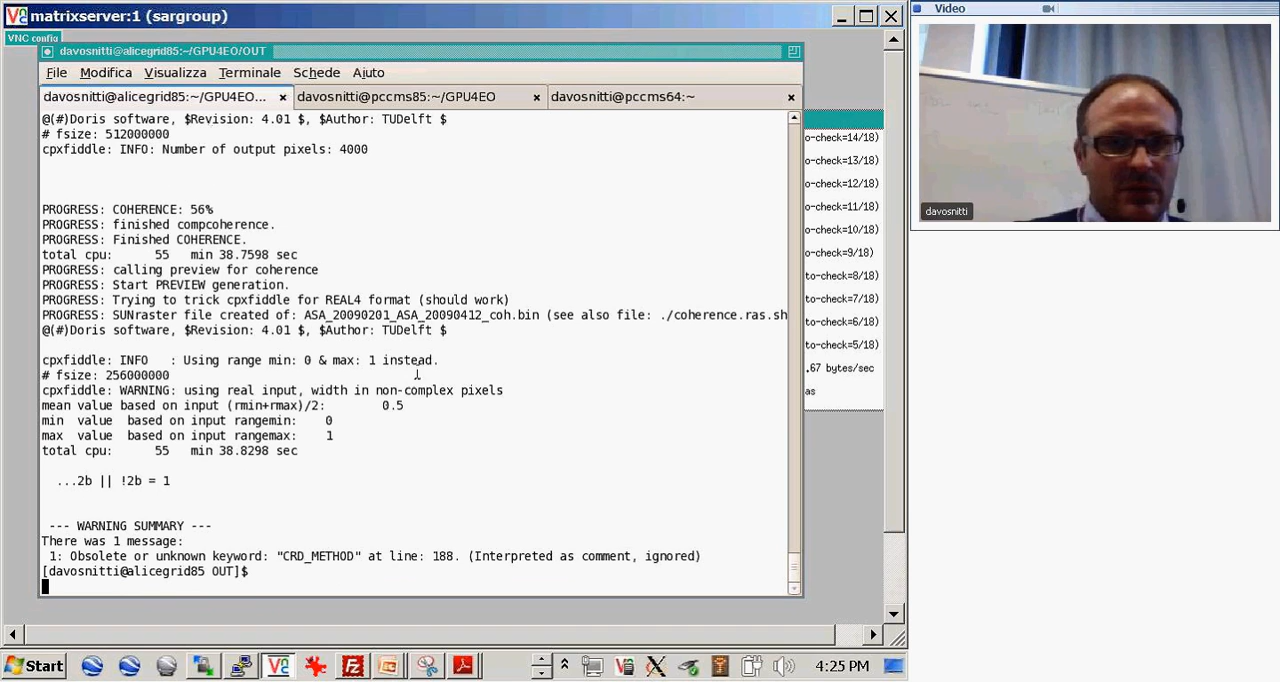 matrixserver:1 (sargroup)
VNC config
davosnitti@alicegrid85:~/GPU4EO/OUT
File Modifica Visualizza Terminale Schede Aiuto
davosnitti@alicegrid85:~/GPU4EO... davosnitti@pccms85:~/GPU4EO davosnitti@pccms64:~
@(#)Doris software, $Revision: 4.01 $, $Author: TUDelft $
# fsize: 512000000
cpxfiddle: INFO: Number of output pixels: 4000
PROGRESS: COHERENCE: 56%
PROGRESS: finished compcoherence.
PROGRESS: Finished COHERENCE.
total cpu: 55 min 38.7598 sec
PROGRESS: calling preview for coherence
PROGRESS: Start PREVIEW generation.
PROGRESS: Trying to trick cpxfiddle for REAL4 format (should work)
PROGRESS: SUNraster file created of: ASA_20090201_ASA_20090412_coh.bin (see also file: ./coherence.ras.sh
@(#)Doris software, $Revision: 4.01 $, $Author: TUDelft $
cpxfiddle: INFO : Using range min: 0 & max: 1 instead.
# fsize: 256000000
cpxfiddle: WARNING: using real input, width in non-complex pixels
mean value based on input (rmin+rmax)/2: 0.5
min value based on input rangemin: 0
max value based on input rangemax: 1
total cpu: 55 min 38.8298 sec
...2b || !2b = 1
--- WARNING SUMMARY ---
There was 1 message:
1: Obsolete or unknown keyword: "CRD_METHOD" at line: 188. (Interpreted as comment, ignored)
[davosnitti@alicegrid85 OUT]$
o-check=14/18)
o-check=13/18)
o-check=12/18)
o-check=11/18)
o-check=10/18)
o-check=9/18)
to-check=8/18)
to-check=7/18)
to-check=6/18)
to-check=5/18)
.67 bytes/sec
as
Video
davosnitti
Start
4:25 PM